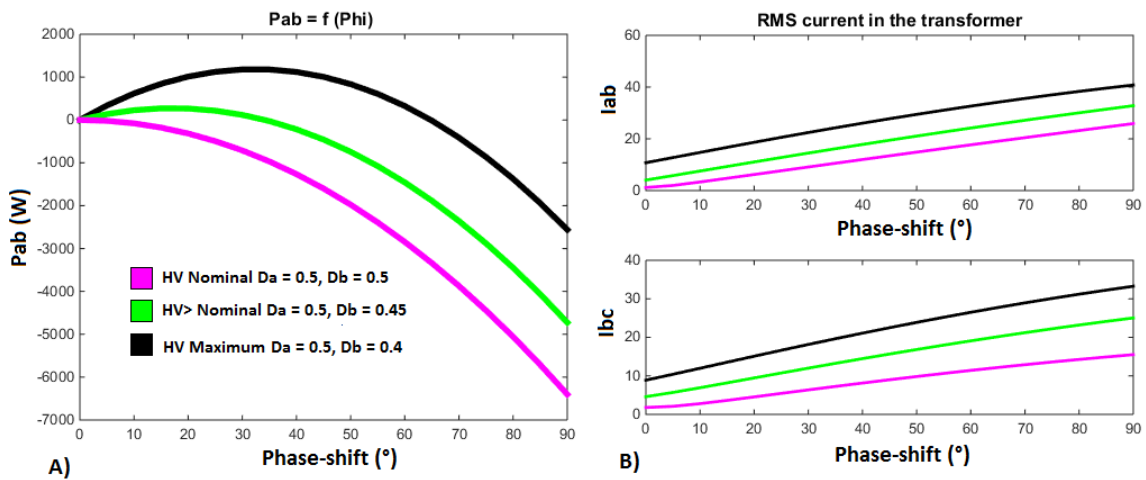 Pab = f (Phi)
2000
1000
0
-1000
-2000
-3000
-4000
-5000
-6000
-7000
Pab (W)
HV Nominal Da = 0.5, Db = 0.5
HV> Nominal Da = 0.5, Db = 0.45
HV Maximum Da = 0.5, Db = 0.4
0 10 20 30 40 50 60 70 80 90
Phase-shift (°)
A)
RMS current in the transformer
60
40
20
0
Iab
0 10 20 30 40 50 60 70 80 90
Phase-shift (°)
40
30
20
10
0
Ibc
0 10 20 30 40 50 60 70 80 90
Phase-shift (°)
B)